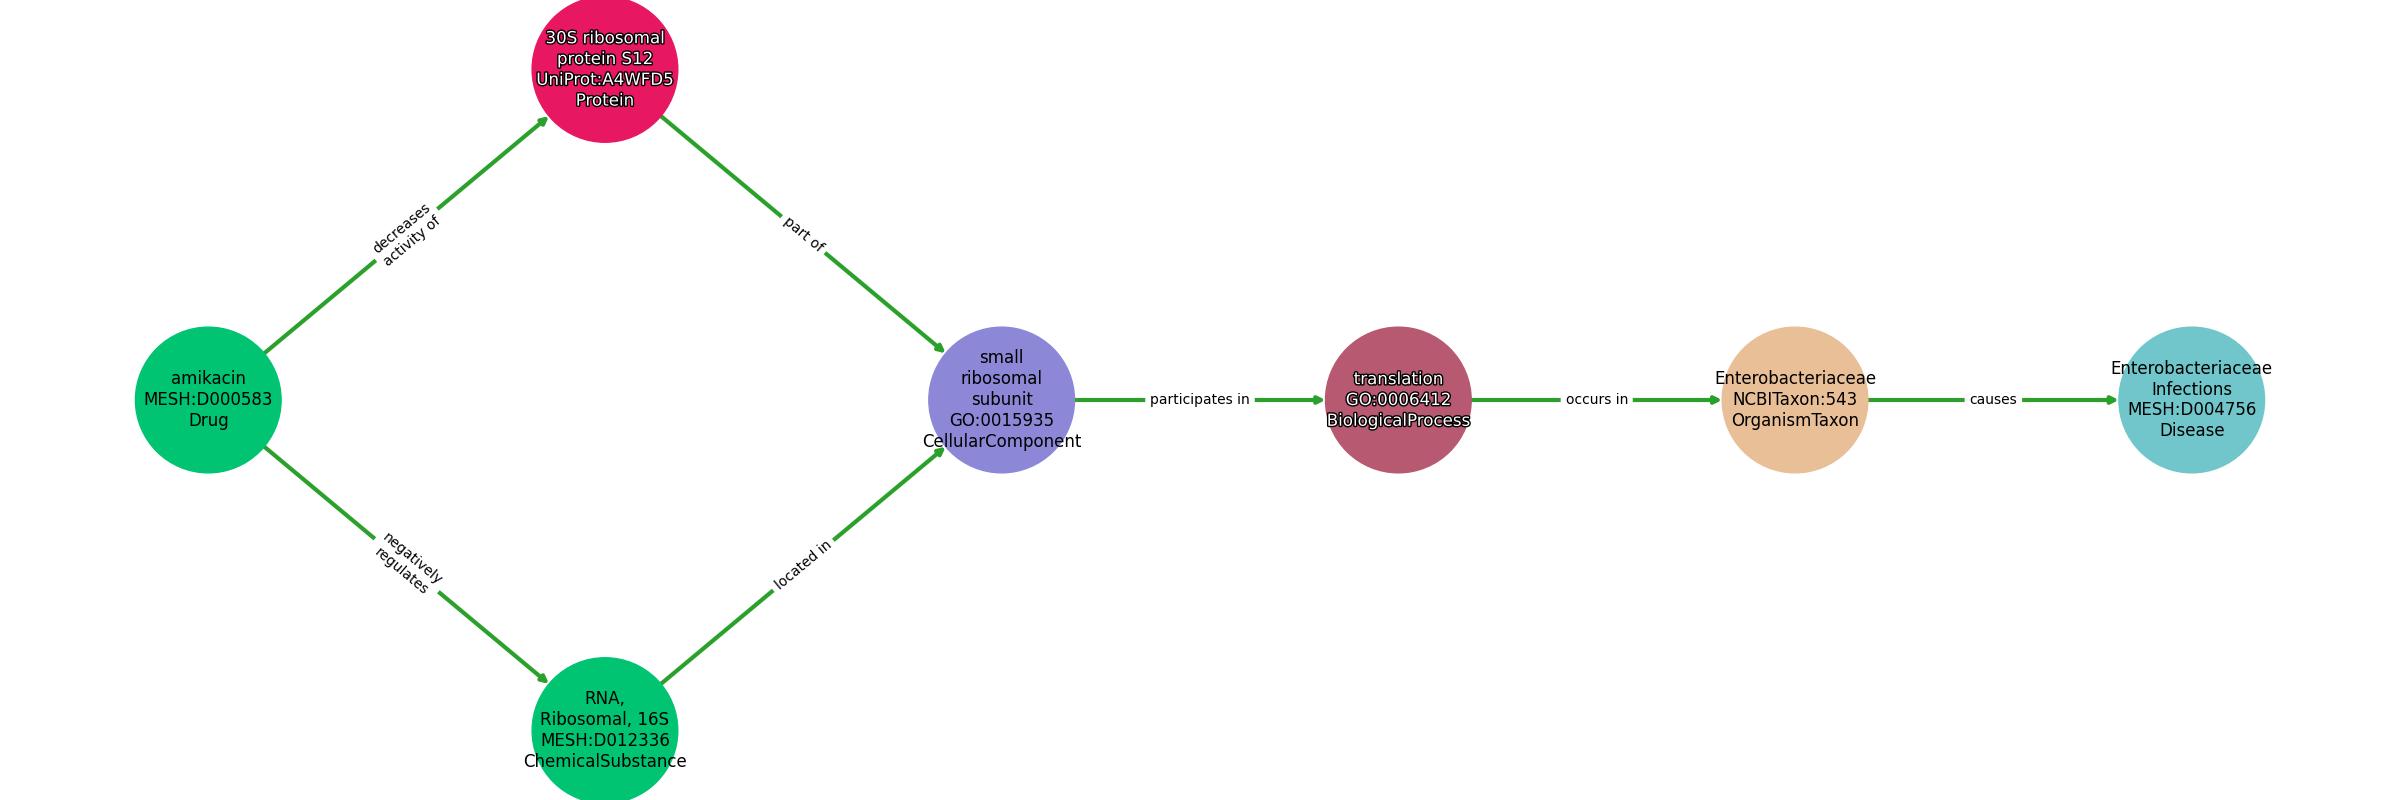 30S ribosomal
protein S12
UniProt:A4WFD5
Protein
decreases
activity of
part of
amikacin
MESH:D000583
Drug
small
ribosomal
subunit
GO:0015935
CellularComponent
participates in
translation
GO:0006412
BiologicalProcess
occurs in
Enterobacteriaceae
NCBITaxon:543
OrganismTaxon
causes
Enterobacteriaceae
Infections
MESH:D004756
Disease
negatively
regulates
located in
RNA,
Ribosomal, 16S
MESH:D012336
ChemicalSubstance